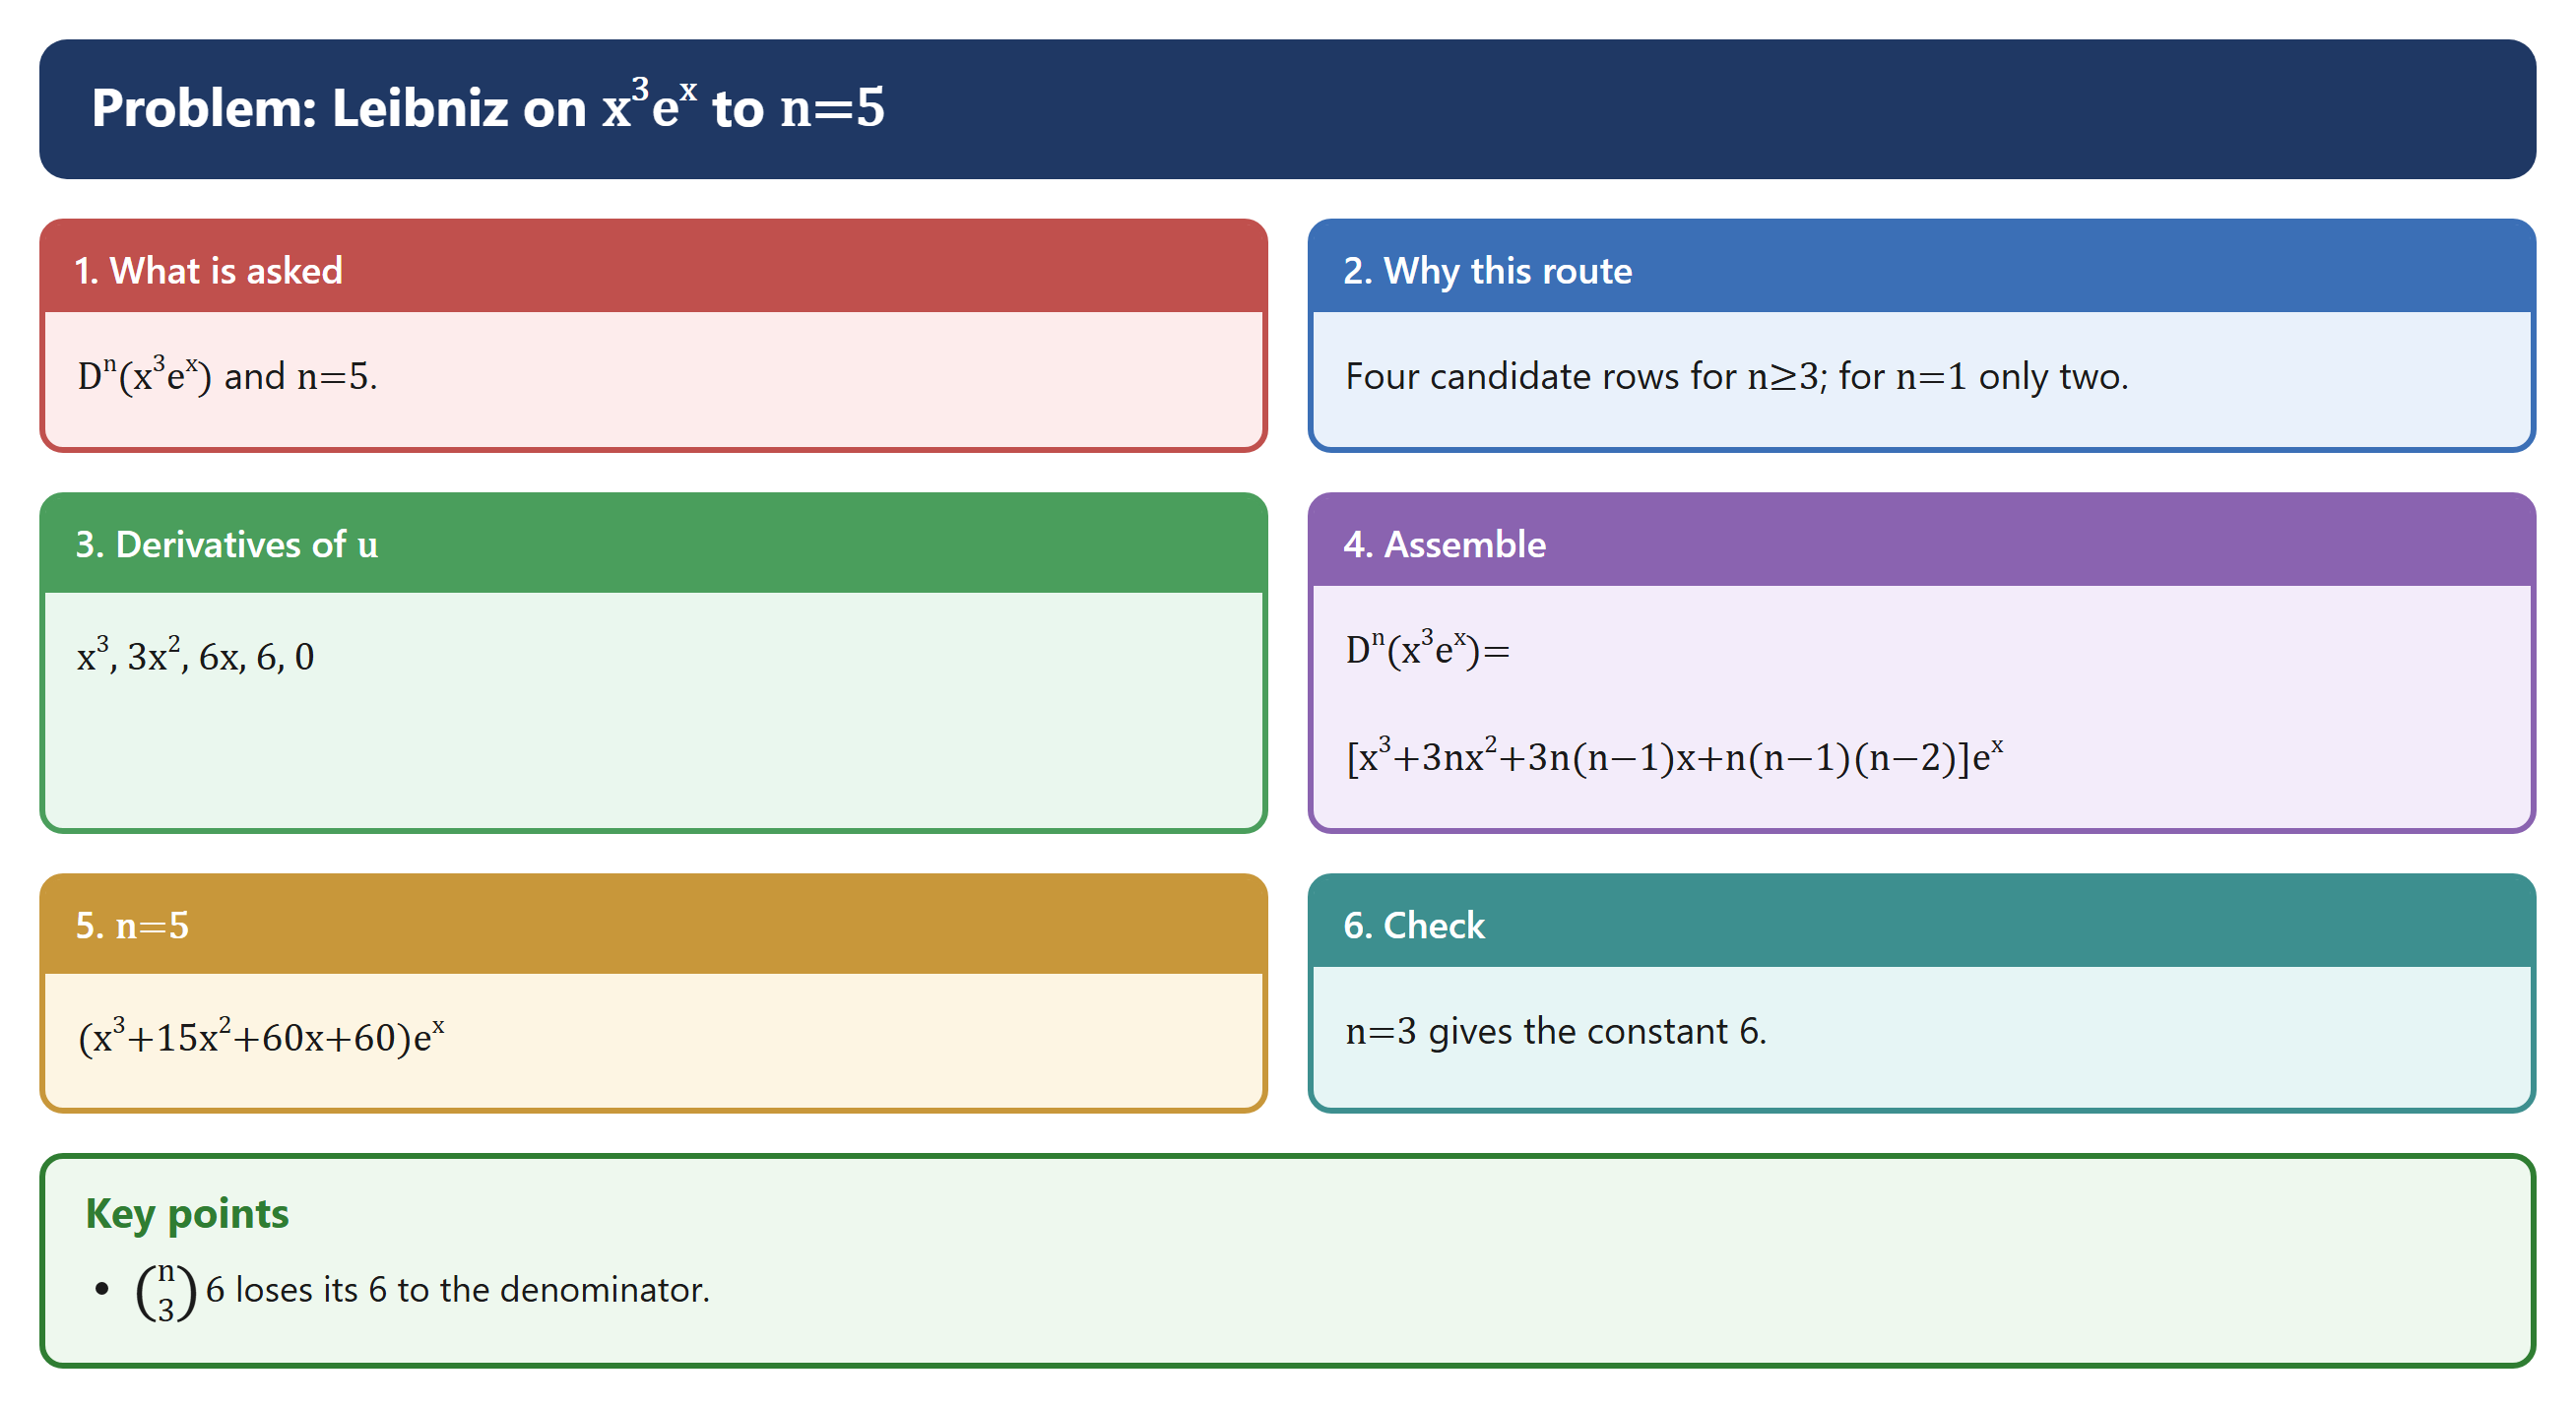 Problem: Leibniz on x³eˣ to n=5
1. What is asked
Dⁿ(x³eˣ) and n=5.
2. Why this route
Four candidate rows for n≥3; for n=1 only two.
3. Derivatives of u
x³, 3x², 6x, 6, 0
4. Assemble
Dⁿ(x³eˣ)=
[x³+3nx²+3n(n−1)x+n(n−1)(n−2)]eˣ
5. n=5
(x³+15x²+60x+60)eˣ
6. Check
n=3 gives the constant 6.
Key points
• (n 3) 6 loses its 6 to the denominator.